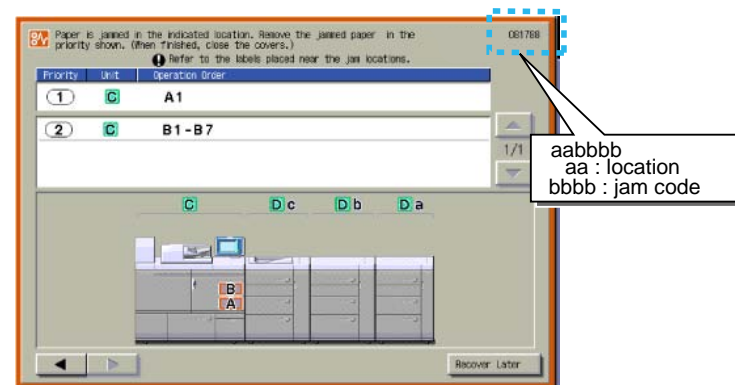 Paper is jammed in the indicated location. Remove the jammed paper in the
priority shown. (When finished, close the covers.)
081788
Refer to the labels placed near the jam locations.
Priority Unit Operation Order
1 C A1
2 C B1-B7
1/1
aabbbb
aa : location
bbbb : jam code
C D c D b D a
B
A
Recover Later